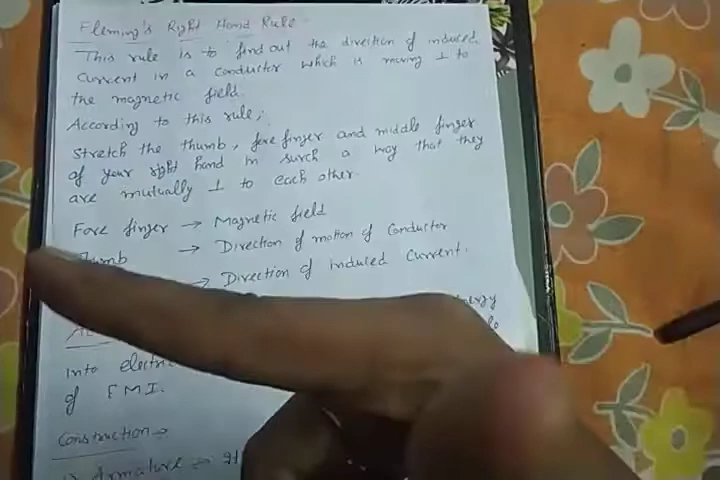 Fleming's Right Hand Rule
This rule is to find out the direction of induced
current in a conductor which is moving ⊥ to
the magnetic field.
According to this rule;
stretch the thumb, fore finger and middle finger
of your right hand in such a way that they
are mutually ⊥ to each other.
Fore finger → Magnetic field
→ Direction of motion of Conductor
→ Direction of induced current.
into
of EMI.
Construction →
1) Armature →